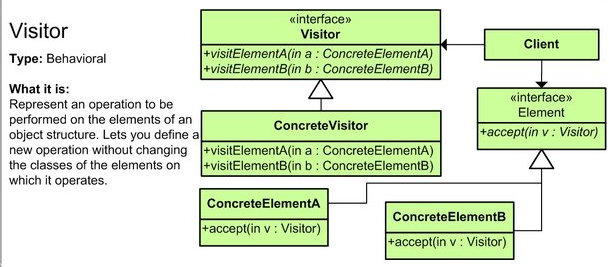 Visitor
Type: Behavioral
What it is:
Represent an operation to be
performed on the elements of an
object structure. Lets you define a
new operation without changing
the classes of the elements on
which it operates.
«interface»
Visitor
+visitElementA(in a : ConcreteElementA)
+visitElementB(in b : ConcreteElementB)
Client
«interface»
Element
+accept(in v : Visitor)
ConcreteVisitor
+visitElementA(in a : ConcreteElementA)
+visitElementB(in b : ConcreteElementB)
ConcreteElementA
+accept(in v : Visitor)
ConcreteElementB
+accept(in v : Visitor)